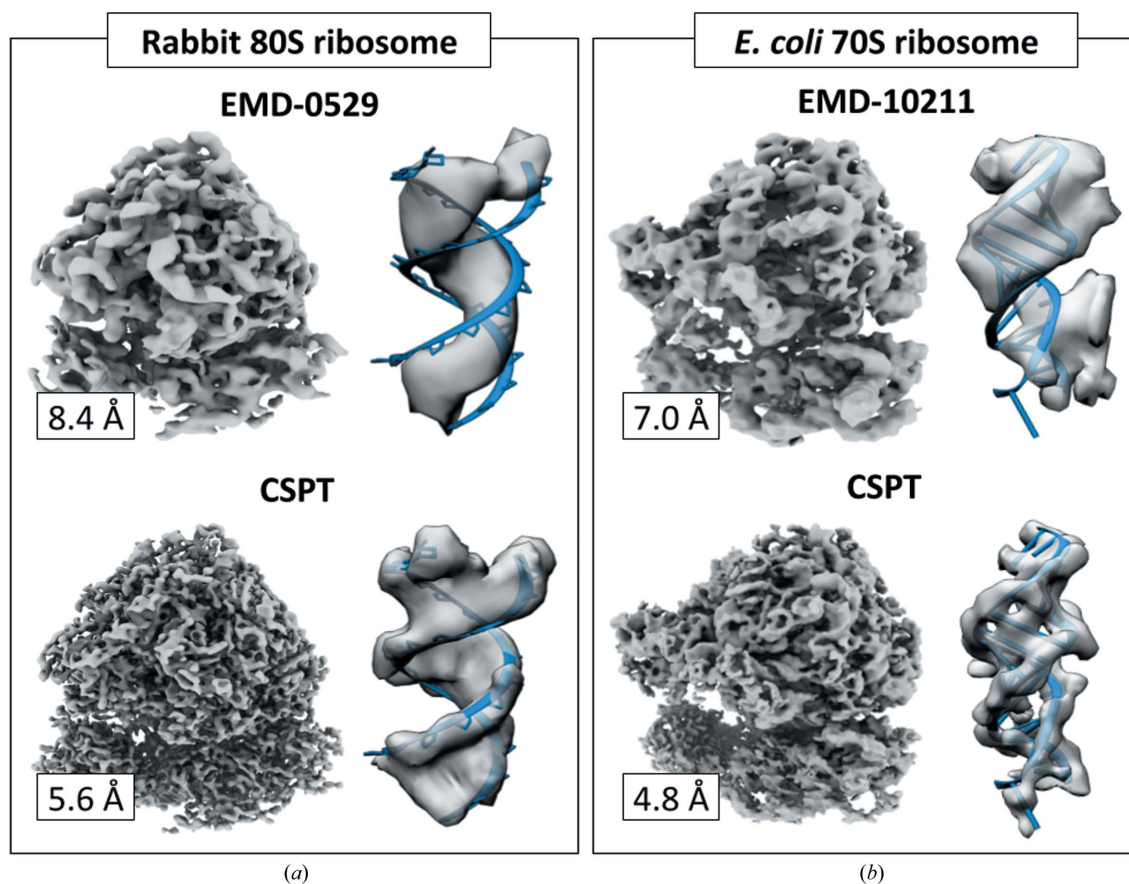 Rabbit 80S ribosome
EMD-0529
8.4 Å
CSPT
5.6 Å
(a)
E. coli 70S ribosome
EMD-10211
7.0 Å
CSPT
4.8 Å
(b)